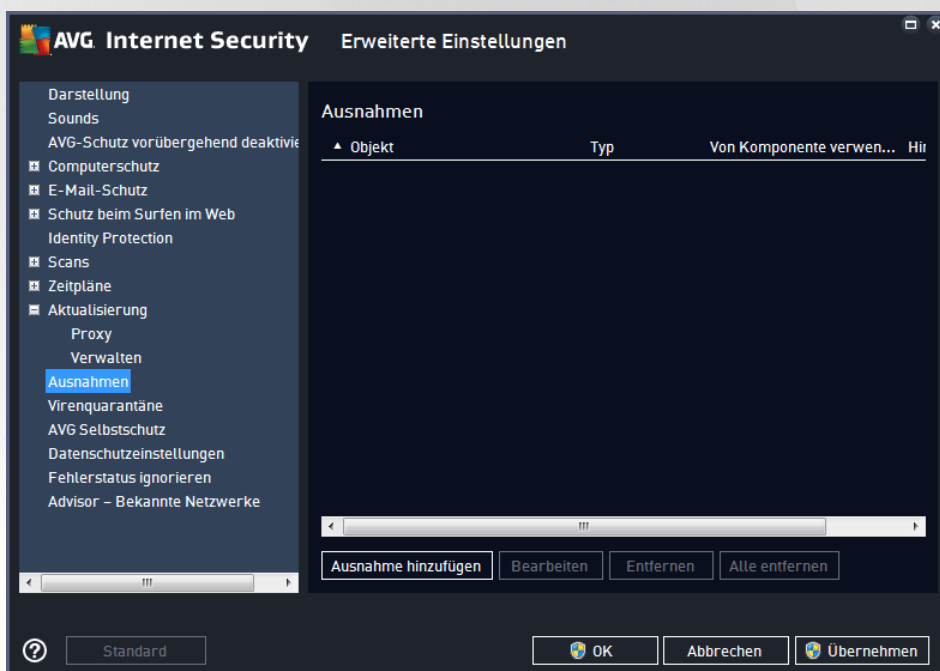 AVG. Internet Security Erweiterte Einstellungen
Darstellung
Sounds
AVG-Schutz vorübergehend deaktivie
Computerschutz
E-Mail-Schutz
Schutz beim Surfen im Web
Identity Protection
Scans
Zeitpläne
Aktualisierung
Proxy
Verwalten
Ausnahmen
Virenquarantäne
AVG Selbstschutz
Datenschutzeinstellungen
Fehlerstatus ignorieren
Advisor – Bekannte Netzwerke
Ausnahmen
Objekt Typ Von Komponente verwen... Hin
Ausnahme hinzufügen Bearbeiten Entfernen Alle entfernen
Standard OK Abbrechen Übernehmen